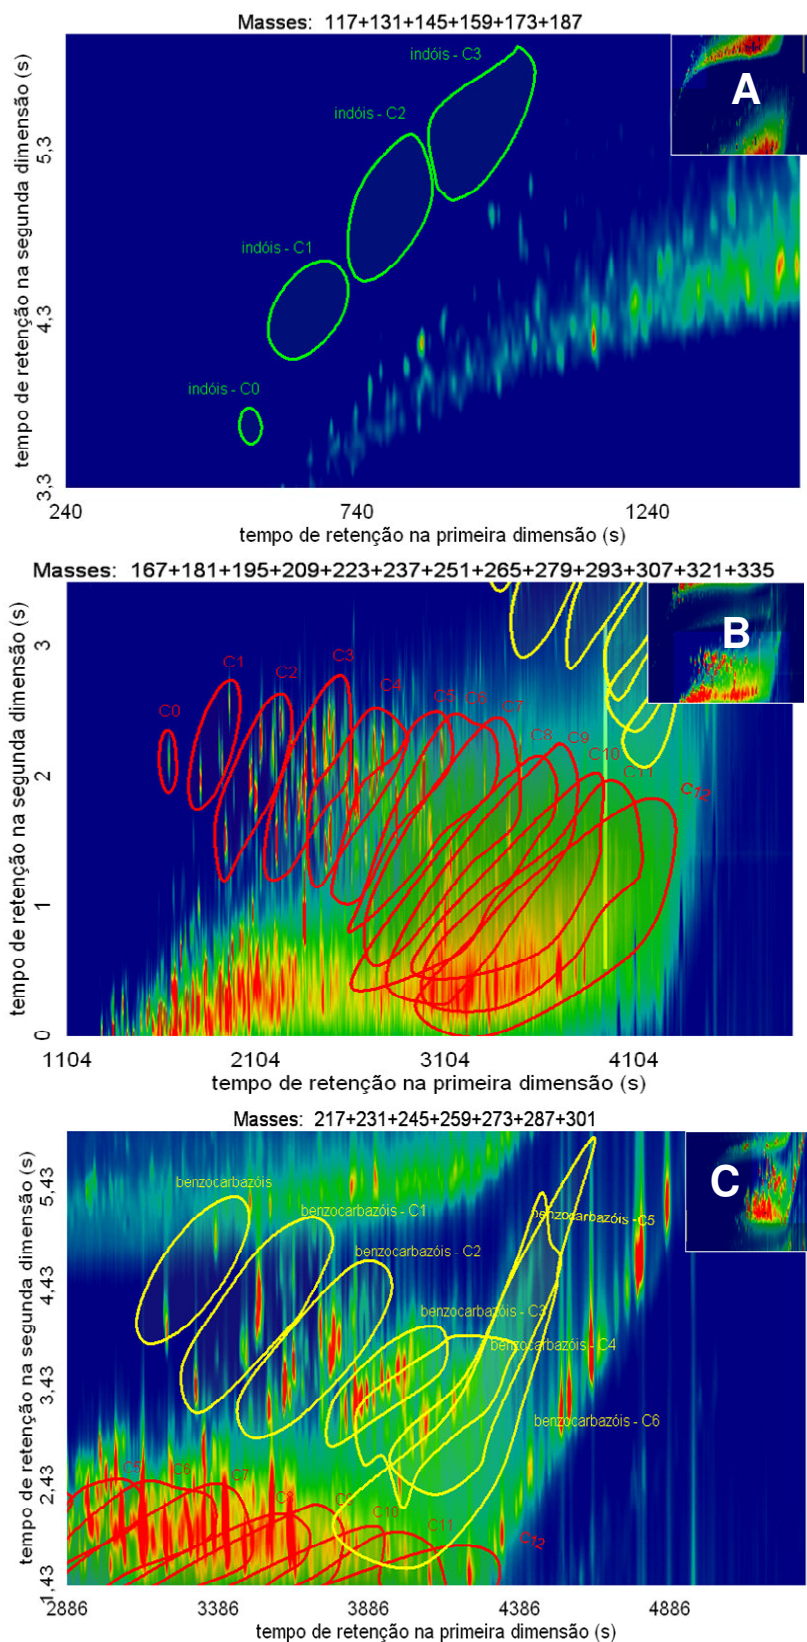 Masses: 117+131+145+159+173+187
A
indóis - C3
indóis - C2
indóis - C1
indóis - C0
tempo de retenção na segunda dimensão (s)
5,3
4,3
3,3
240
740
1240
tempo de retenção na primeira dimensão (s)
Masses: 167+181+195+209+223+237+251+265+279+293+307+321+335
B
C0
C1
C2
C3
C4
C5
C6
C7
C8
C9
C10
C11
C12
tempo de retenção na segunda dimensão (s)
3
2
1
0
1104
2104
3104
4104
tempo de retenção na primeira dimensão (s)
Masses: 217+231+245+259+273+287+301
C
benzocarbazóis
benzocarbazóis - C1
benzocarbazóis - C2
benzocarbazóis - C5
benzocarbazóis - C3
benzocarbazóis - C4
benzocarbazóis - C6
C5
C6
C7
C8
C9
C10
C11
C12
tempo de retenção na segunda dimensão (s)
5,43
4,43
3,43
2,43
1,43
2886
3386
3886
4386
4886
tempo de retenção na primeira dimensão (s)